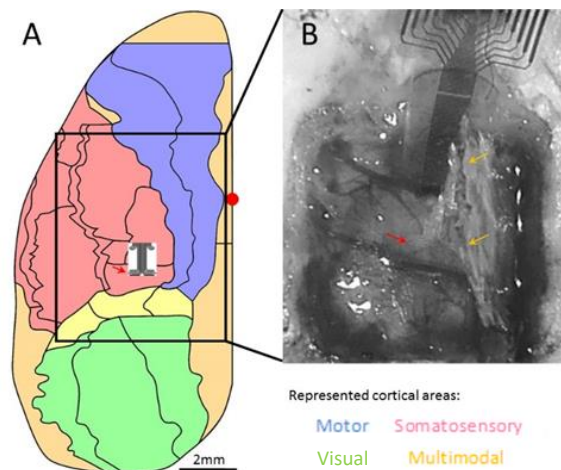 A
B
2mm
Represented cortical areas:
Motor Somatosensory
Visual Multimodal